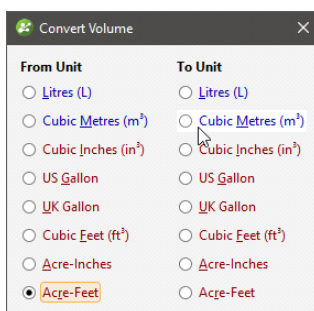 Convert Volume
From Unit To Unit
Litres (L) Litres (L)
Cubic Metres (m³) Cubic Metres (m³)
Cubic Inches (in³) Cubic Inches (in³)
US Gallon US Gallon
UK Gallon UK Gallon
Cubic Feet (ft³) Cubic Feet (ft³)
Acre-Inches Acre-Inches
Acre-Feet Acre-Feet